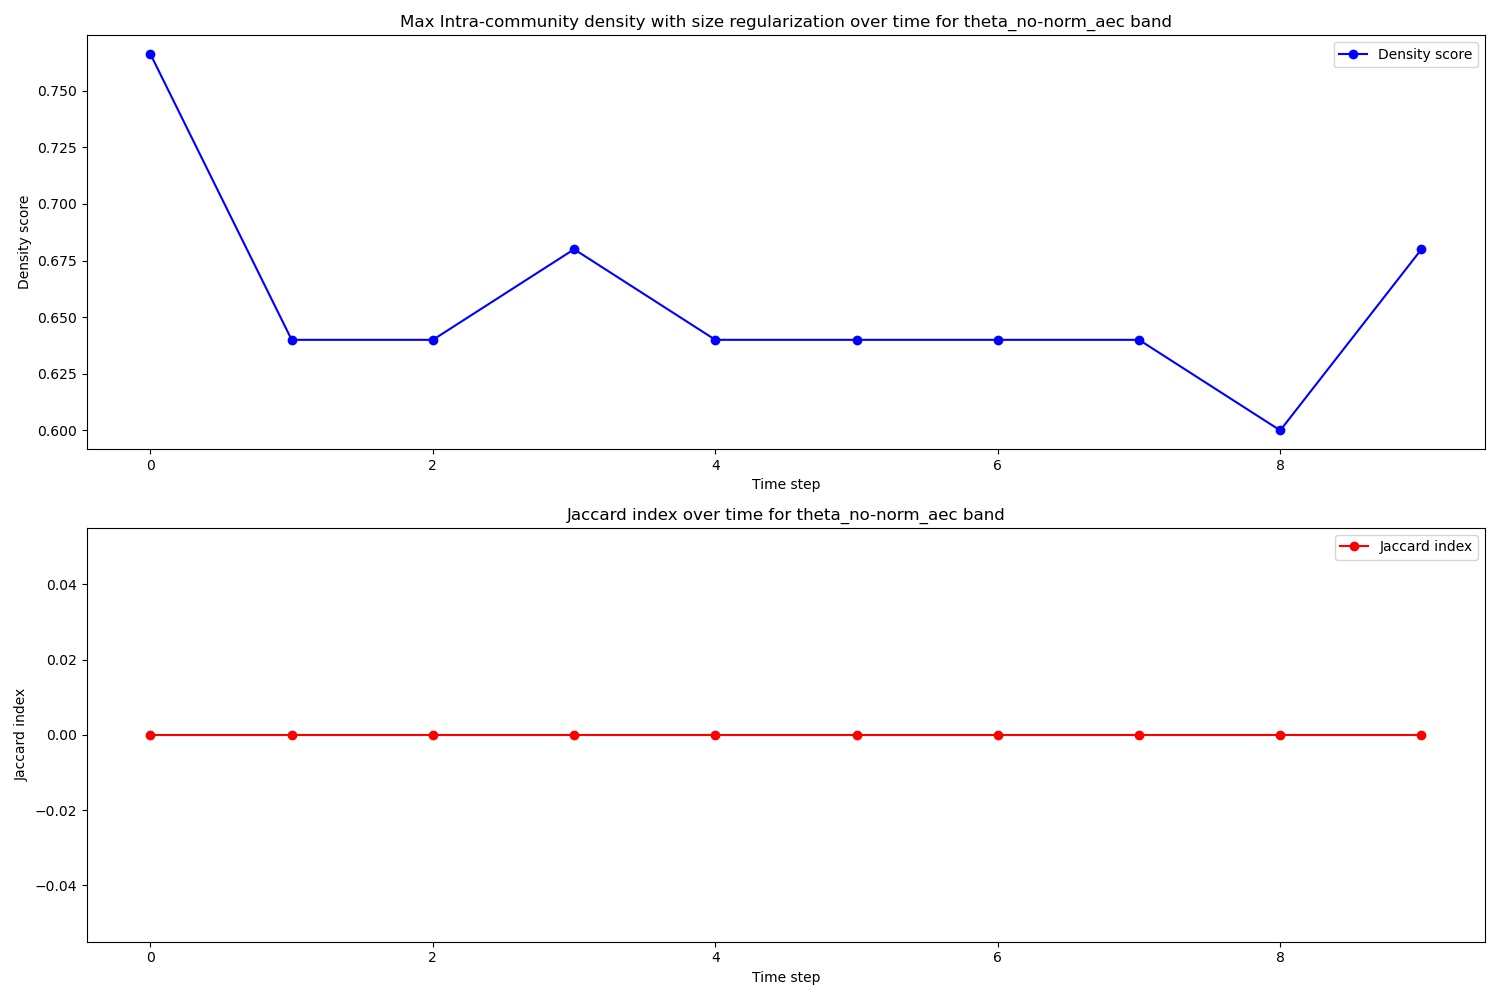 Max Intra-community density with size regularization over time for theta_no-norm_aec band
Density score
0.750
0.725
0.700
0.675
0.650
0.625
0.600
Density score
0 2 4 6 8
Time step
Jaccard index over time for theta_no-norm_aec band
Jaccard index
0.04
0.02
0.00
−0.02
−0.04
Jaccard index
0 2 4 6 8
Time step